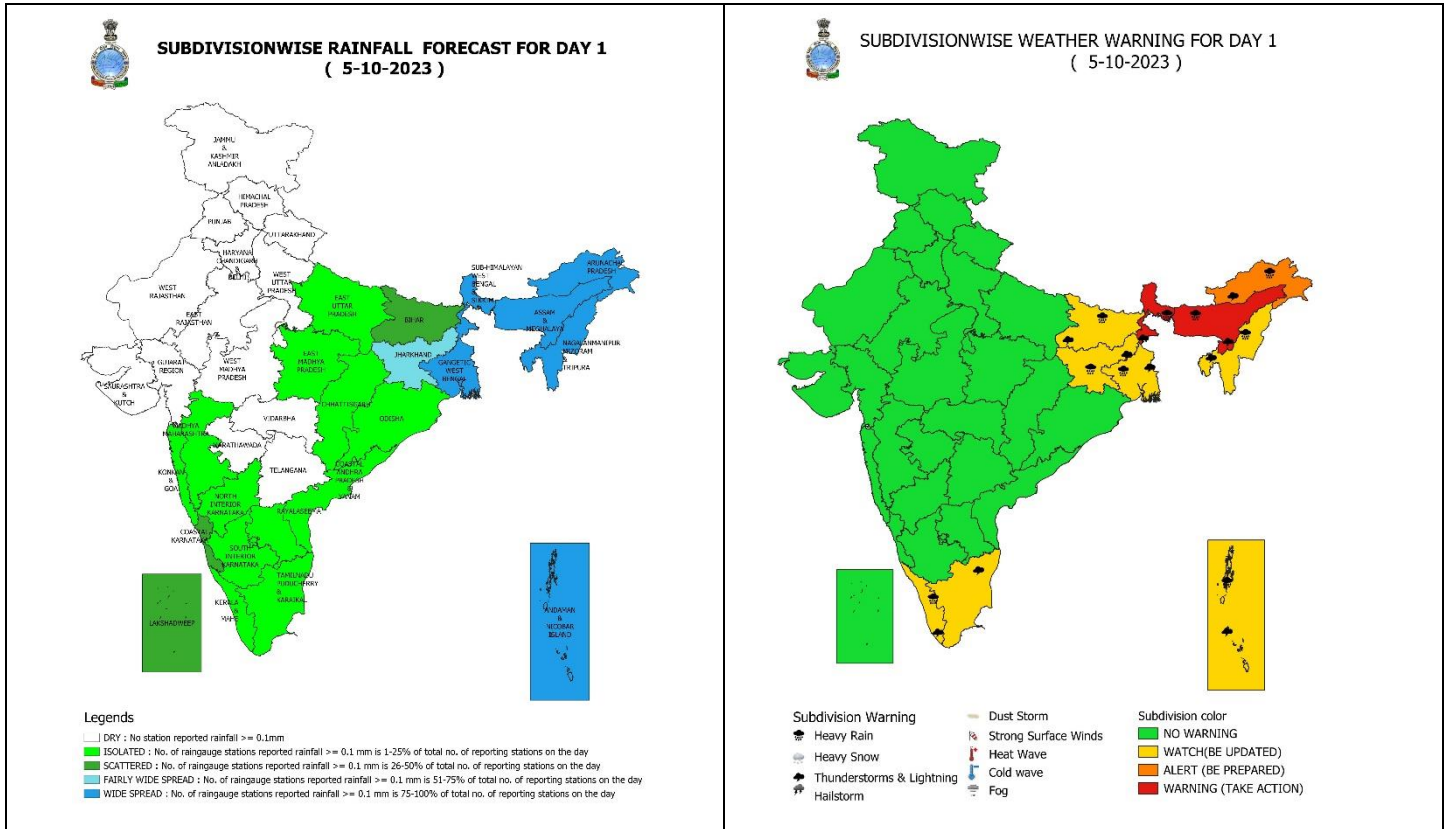 SUBDIVISIONWISE RAINFALL FORECAST FOR DAY 1
( 5-10-2023 )
JAMMU
&
KASHMIR
ANLADAKH
HIMACHAL
PRADESH
PUNJAB
UTTARAKHAND
HARYANA
CHANDIGARH
&
DELHI
WEST
UTTAR
PRADESH
WEST
RAJASTHAN
EAST
RAJASTHAN
EAST
UTTAR
PRADESH
BIHAR
SUB-HIMALAYAN
WEST
BENGAL
&
SIKKIM
ARUNACHAL
PRADESH
ASSAM
&
MEGHALAYA
NAGALANMANIPUR
MIZORAM
&
TRIPURA
JHARKHAND
GANGETIC
WEST
BENGAL
GUJARAT
REGION
SAURASHTRA
&
KUTCH
WEST
MADHYA
PRADESH
EAST
MADHYA
PRADESH
CHHATTISGARH
ODISHA
VIDARBHA
MADHYA
MAHARASHTRA
MARATHAWADA
TELANGANA
KONKAN
&
GOA
COASTAL
ANDHRA
PRADESH
&
YANAM
NORTH
INTERIOR
KARNATAKA
RAYALASEEMA
COASTAL
KARNATAKA
SOUTH
INTERIOR
KARNATAKA
TAMILNADU
PUDUCHERRY
&
KARAIKAL
KERALA
&
MAHE
LAKSHADWEEP
ANDAMAN
&
NICOBAR
ISLAND
Legends
DRY : No station reported rainfall >= 0.1mm
ISOLATED : No. of raingauge stations reported rainfall >= 0.1 mm is 1-25% of total no. of reporting stations on the day
SCATTERED : No. of raingauge stations reported rainfall >= 0.1 mm is 26-50% of total no. of reporting stations on the day
FAIRLY WIDE SPREAD : No. of raingauge stations reported rainfall >= 0.1 mm is 51-75% of total no. of reporting stations on the day
WIDE SPREAD : No. of raingauge stations reported rainfall >= 0.1 mm is 75-100% of total no. of reporting stations on the day
SUBDIVISIONWISE WEATHER WARNING FOR DAY 1
( 5-10-2023 )
Subdivision Warning
Heavy Rain
Heavy Snow
Thunderstorms & Lightning
Hailstorm
Dust Storm
Strong Surface Winds
Heat Wave
Cold wave
Fog
Subdivision color
NO WARNING
WATCH(BE UPDATED)
ALERT (BE PREPARED)
WARNING (TAKE ACTION)